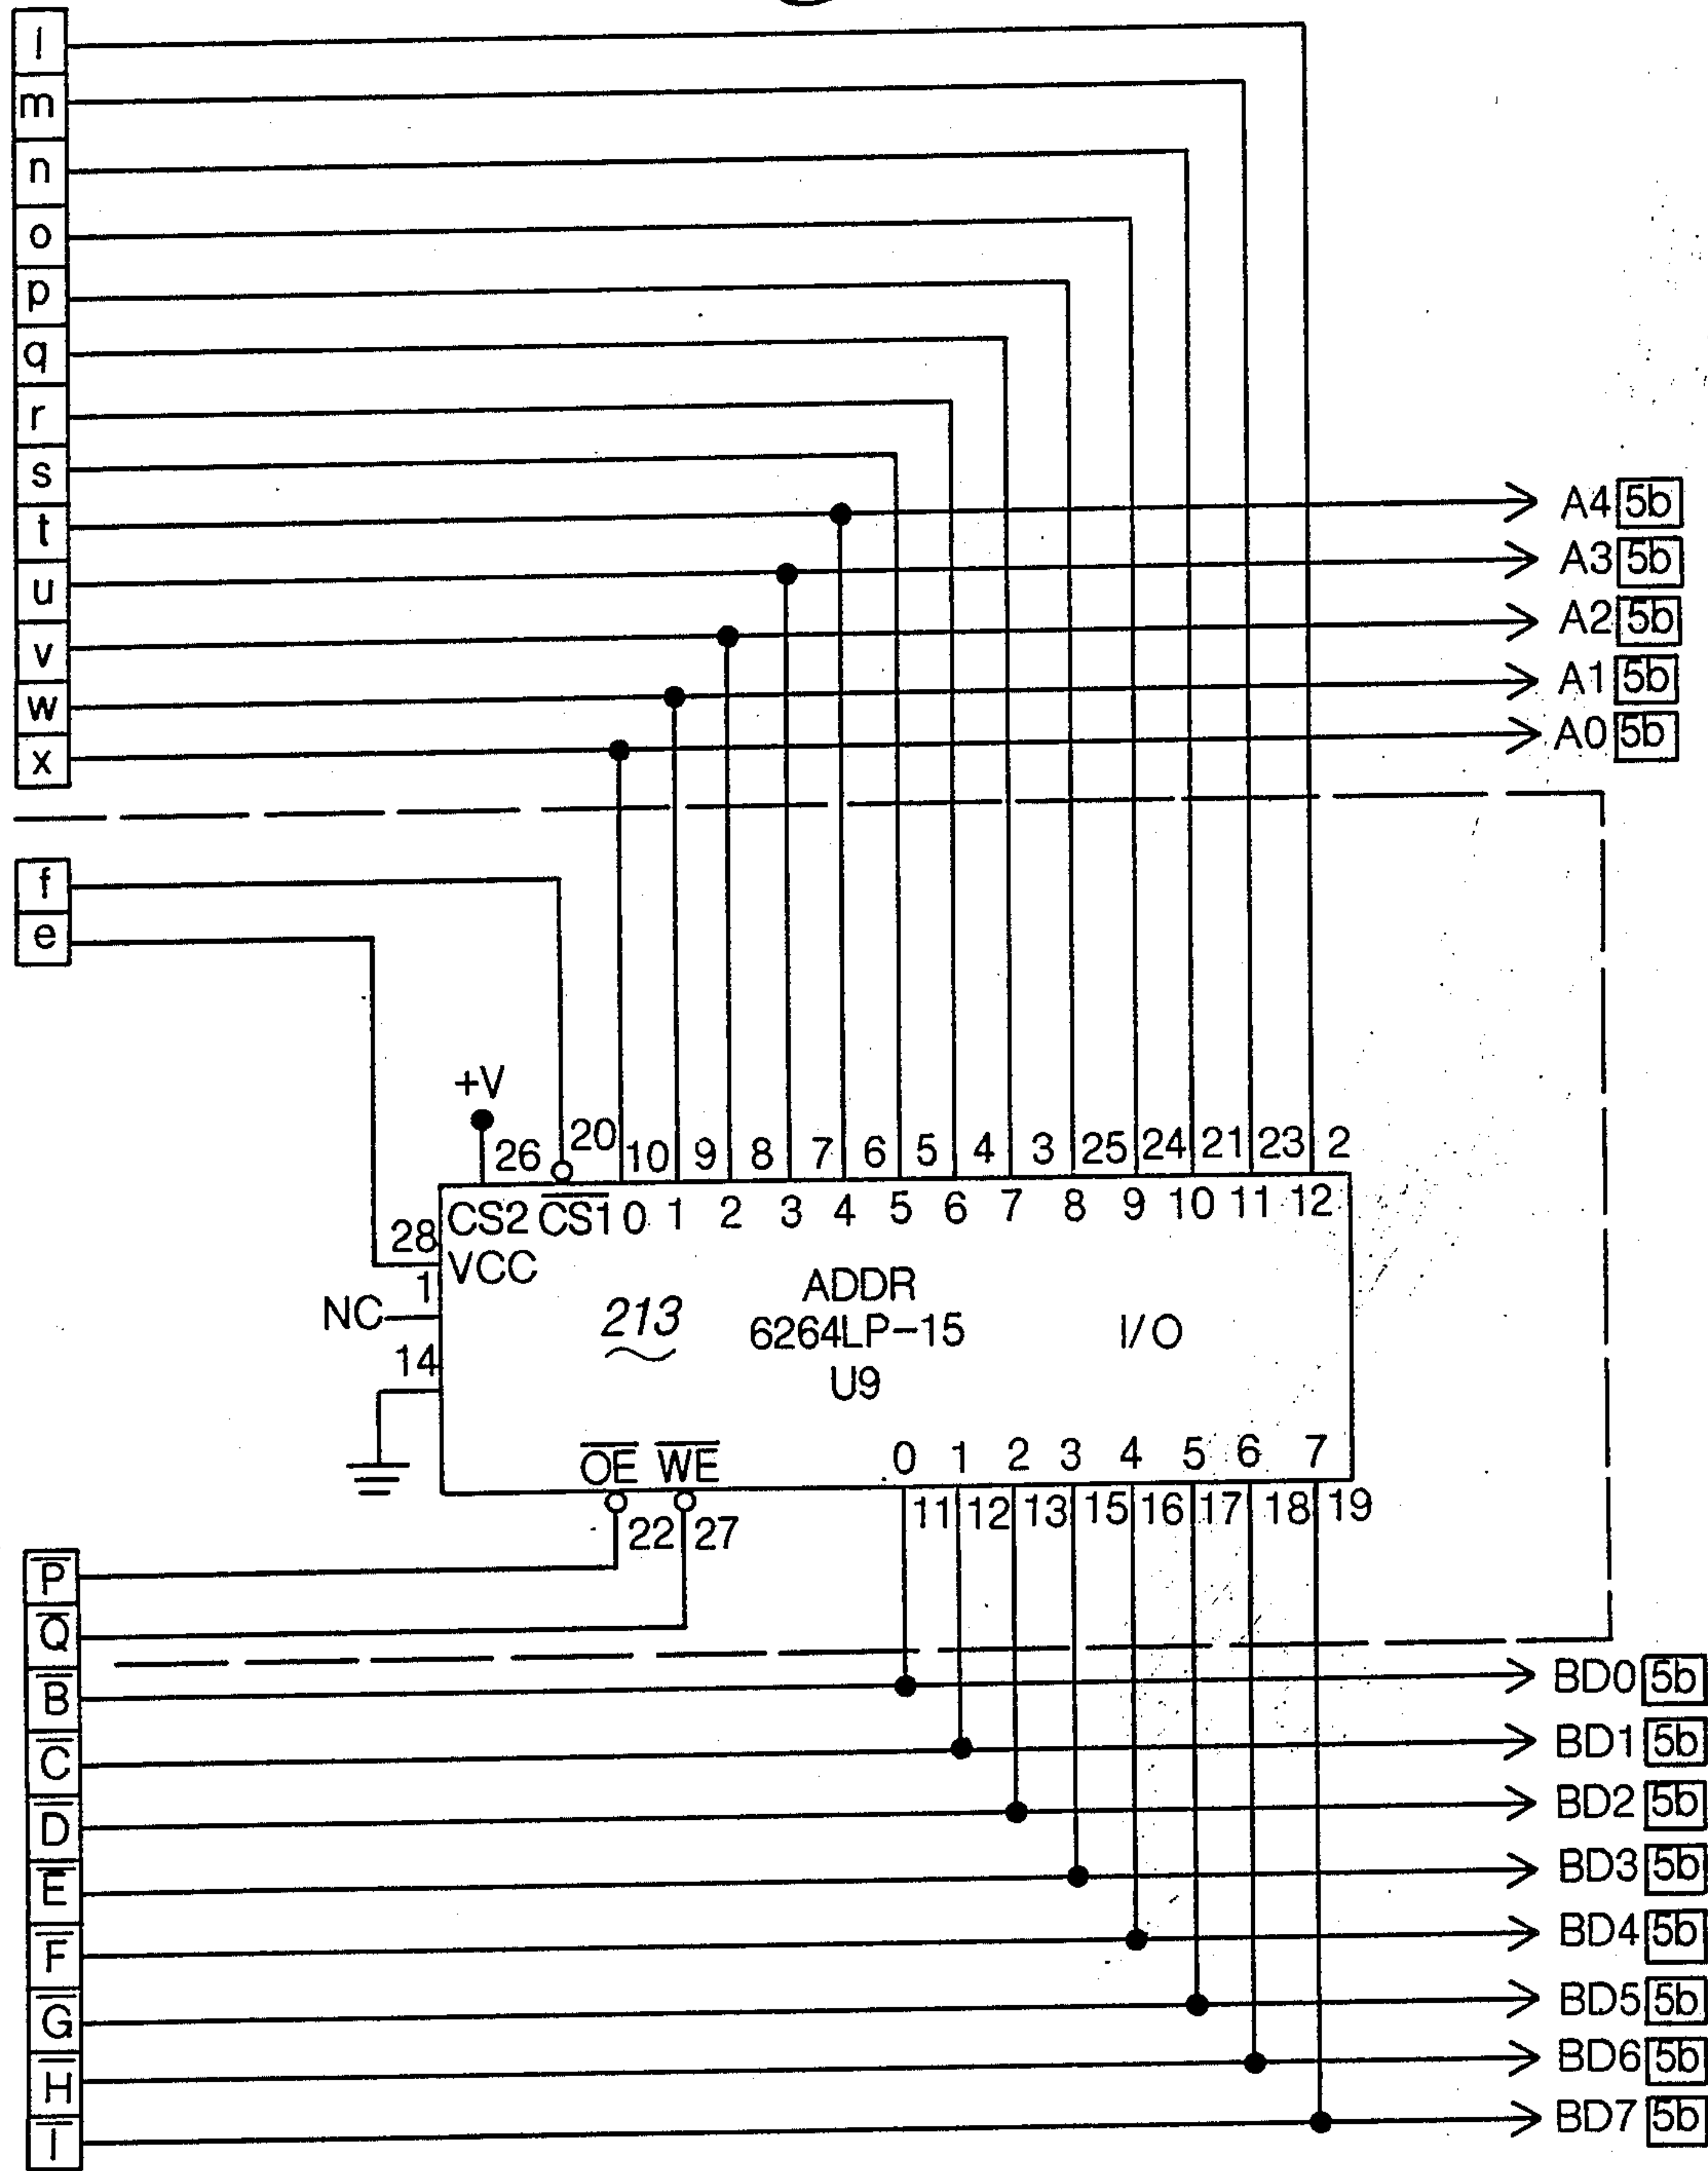 l
m
n
o
p
q
r
s
t
A4 5b
u
A3 5b
v
A2 5b
w
A1 5b
x
A0 5b
f
e
+V
26 20 10 9 8 7 6 5 4 3 25 24 21 23 2
CS2 C̅S̅1̅ 0 1 2 3 4 5 6 7 8 9 10 11 12
28
VCC
1
NC
14
213
ADDR
6264LP-15
U9
I/O
O̅E̅ W̅E̅ 0 1 2 3 4 5 6 7
22 27 11 12 13 15 16 17 18 19
P̅
Q̅
B̅
BD0 5b
C̅
BD1 5b
D̅
BD2 5b
E̅
BD3 5b
F̅
BD4 5b
G̅
BD5 5b
H̅
BD6 5b
I̅
BD7 5b